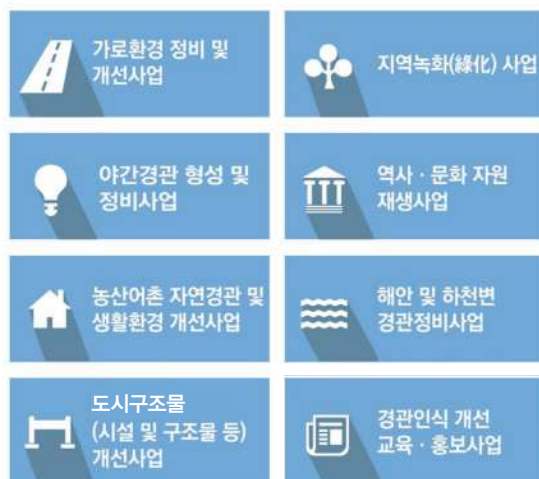 가로환경 정비 및
개선사업
지역녹화(綠化) 사업
야간경관 형성 및
정비사업
역사 · 문화 자원
재생사업
농산어촌 자연경관 및
생활환경 개선사업
해안 및 하천변
경관정비사업
도시구조물
(시설 및 구조물 등)
개선사업
경관인식 개선
교육 · 홍보사업